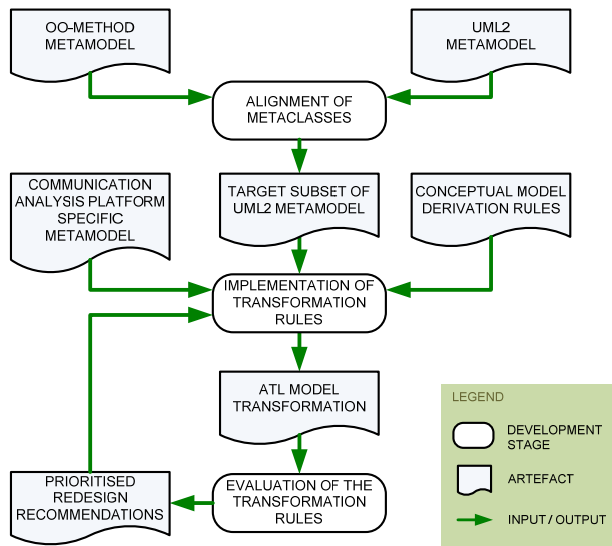 OO-METHOD
METAMODEL
UML2
METAMODEL
ALIGNMENT OF
METACLASSES
COMMUNICATION
ANALYSIS PLATFORM
SPECIFIC
METAMODEL
TARGET SUBSET OF
UML2 METAMODEL
CONCEPTUAL MODEL
DERIVATION RULES
IMPLEMENTATION OF
TRANSFORMATION
RULES
ATL MODEL
TRANSFORMATION
PRIORITISED
REDESIGN
RECOMMENDATIONS
EVALUATION OF THE
TRANSFORMATION
RULES
LEGEND
DEVELOPMENT
STAGE
ARTEFACT
INPUT / OUTPUT